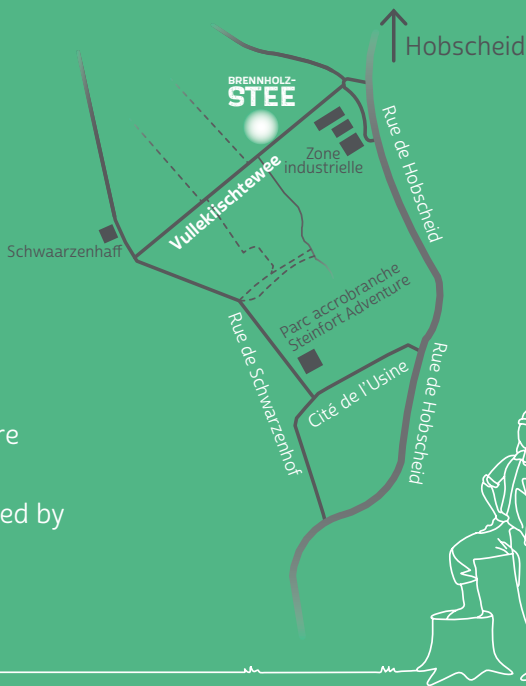 Hobscheid
BRENNHOLZ-
STEE
Rue de Hobscheid
Zone
industrielle
Vullekiischtewee
Schwaarzenhaff
Parc accrobranche
Steinfort Adventure
Rue de Schwarzenhof
Cité de l'Usine
Rue de Hobscheid
re
ed by